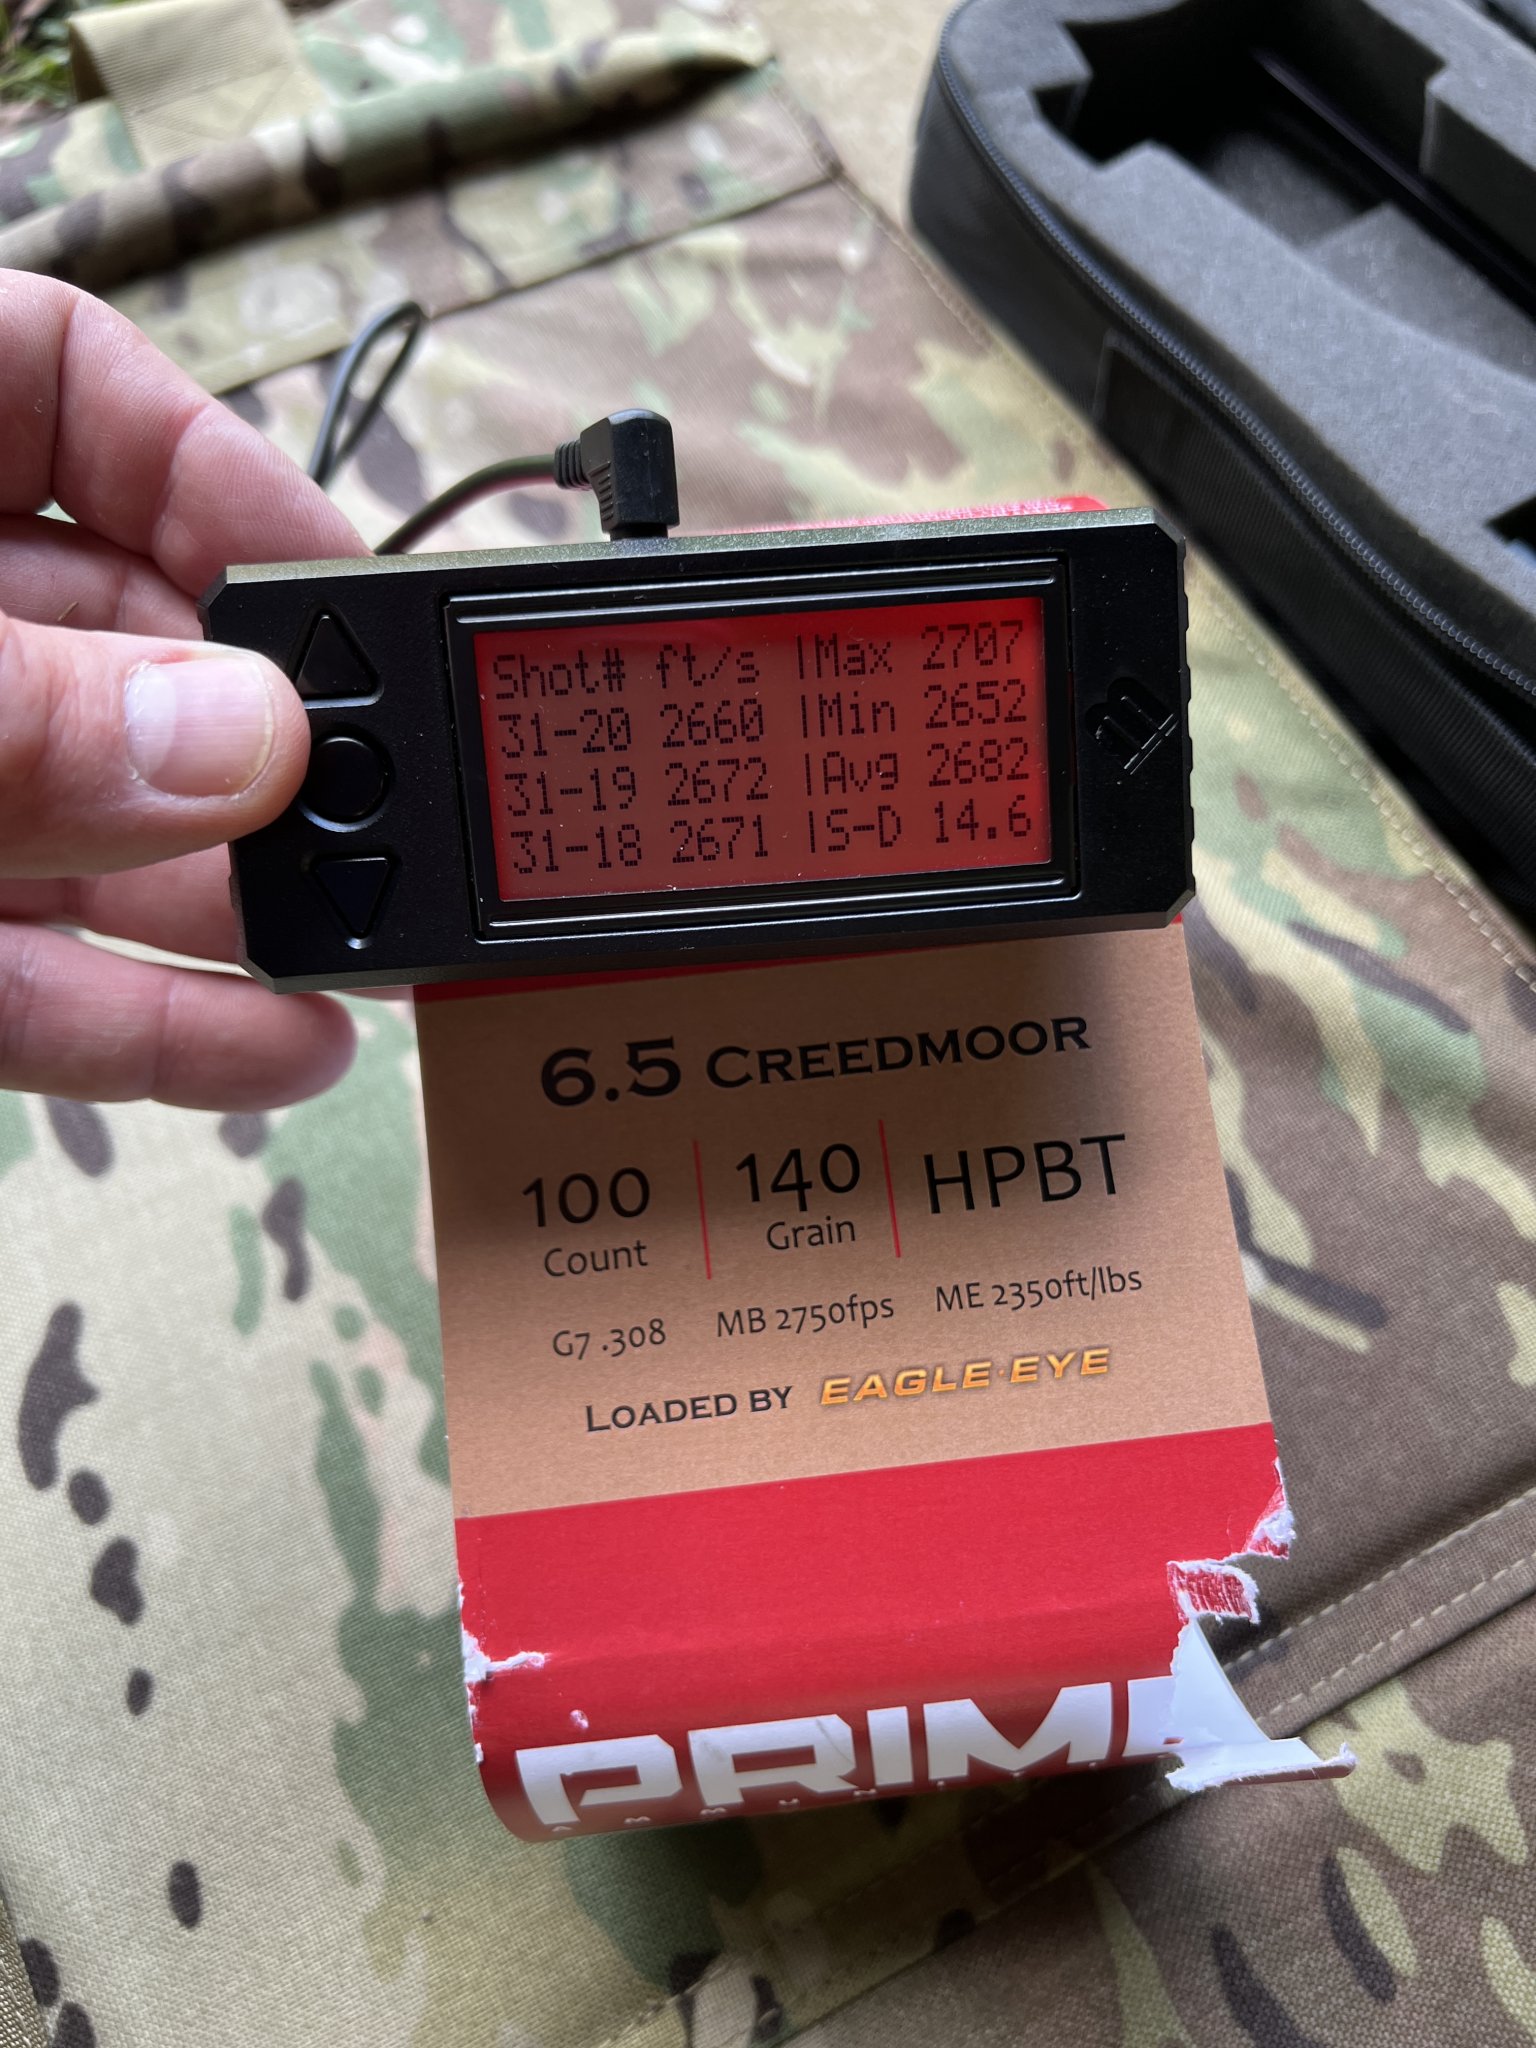 Shot# ft/s |Max 2707
31-20 2660 |Min 2652
31-19 2672 |Avg 2682
31-18 2671 |S-D 14.6
6.5 CREEDMOOR
100 | 140 | HPBT
Count Grain
G7 .308 MB 2750fps ME 2350ft/lbs
LOADED BY EAGLE·EYE